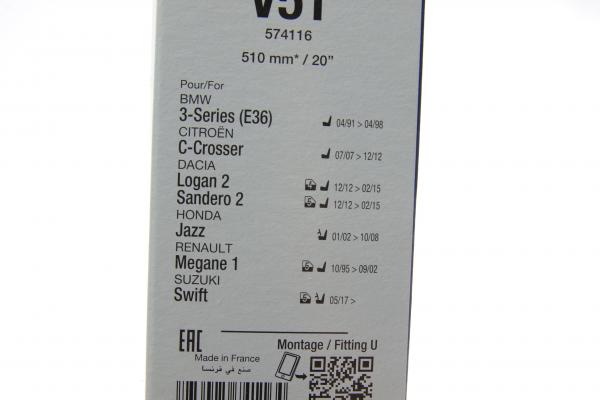 V51
574116
510 mm* / 20”
Pour/For
BMW
3-Series (E36) 04/91 > 04/98
CITROËN
C-Crosser 07/07 > 12/12
DACIA
Logan 2 12/12 > 02/15
Sandero 2 12/12 > 02/15
HONDA
Jazz 01/02 > 10/08
RENAULT
Megane 1 10/95 > 09/02
SUZUKI
Swift 05/17 >
EAC
Montage / Fitting U
Made in France
صنع في فرنسا